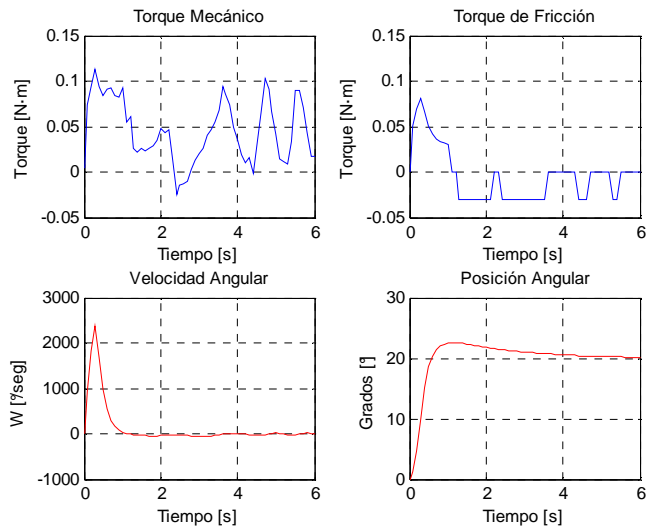 Torque Mecánico
Torque [N·m]
0.15
0.1
0.05
0
-0.05
0 2 4 6
Tiempo [s]
Torque de Fricción
Torque [N·m]
0.15
0.1
0.05
0
-0.05
0 2 4 6
Tiempo [s]
Velocidad Angular
W [º/seg]
3000
2000
1000
0
-1000
0 2 4 6
Tiempo [s]
Posición Angular
Grados [º]
30
20
10
0
0 2 4 6
Tiempo [s]